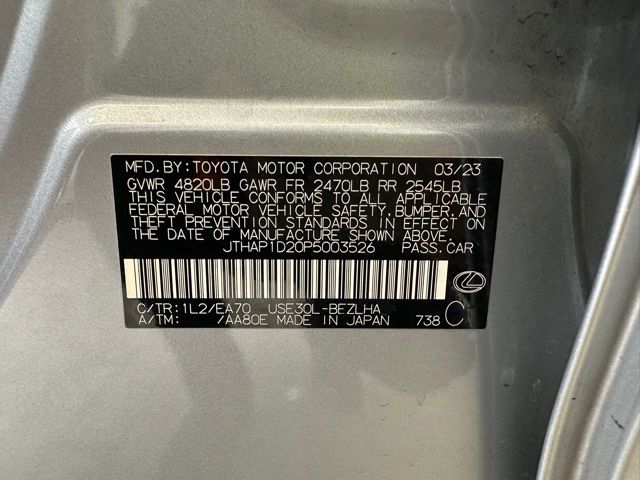 MFD. BY: TOYOTA MOTOR CORPORATION 03/23
GVWR 4820LB GAWR FR 2470LB RR 2545LB
THIS VEHICLE CONFORMS TO ALL APPLICABLE
FEDERAL MOTOR VEHICLE SAFETY, BUMPER, AND
THEFT PREVENTION STANDARDS IN EFFECT ON
THE DATE OF MANUFACTURE SHOWN ABOVE.
JTHAP1D20P5003526 PASS. CAR
C/TR: 1L2/EA70 USE30L-BEZLHA
A/TM: /AA80E MADE IN JAPAN 738 C